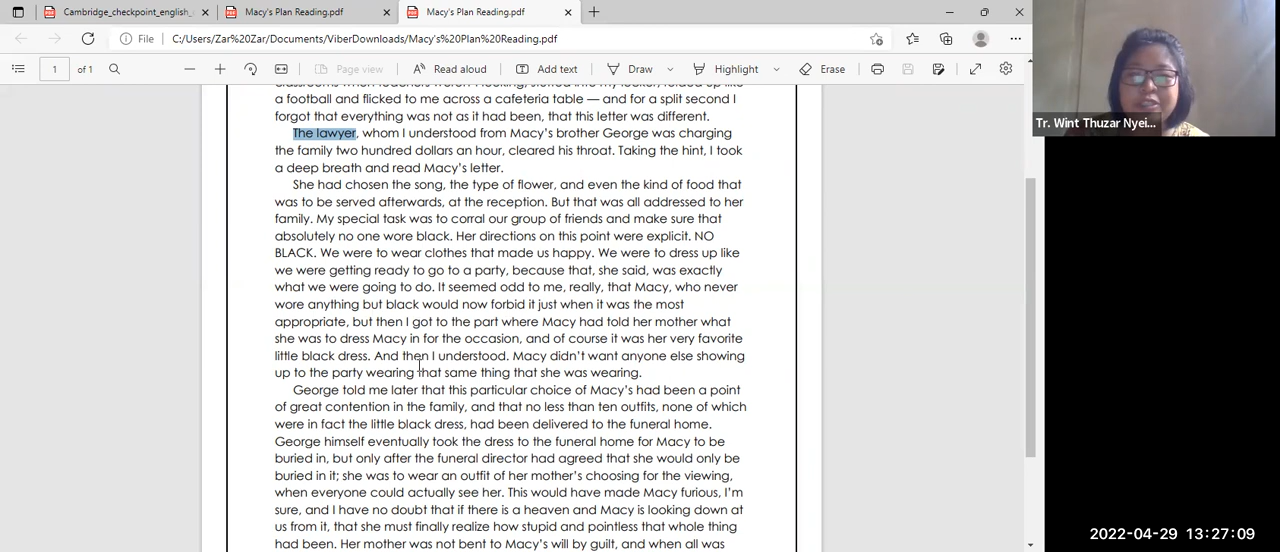 Cambridge_checkpoint_english_
Macy's Plan Reading.pdf
Macy's Plan Reading.pdf
File
C:/Users/Zar%20Zar/Documents/ViberDownloads/Macy's%20Plan%20Reading.pdf
1 of 1
Page view
Read aloud
Add text
Draw
Highlight
Erase
a football and flicked to me across a cafeteria table — and for a split second I
forgot that everything was not as it had been, that this letter was different.
The lawyer, whom I understood from Macy's brother George was charging
the family two hundred dollars an hour, cleared his throat. Taking the hint, I took
a deep breath and read Macy's letter.
She had chosen the song, the type of flower, and even the kind of food that
was to be served afterwards, at the reception. But that was all addressed to her
family. My special task was to corral our group of friends and make sure that
absolutely no one wore black. Her directions on this point were explicit. NO
BLACK. We were to wear clothes that made us happy. We were to dress up like
we were getting ready to go to a party, because that, she said, was exactly
what we were going to do. It seemed odd to me, really, that Macy, who never
wore anything but black would now forbid it just when it was the most
appropriate, but then I got to the part where Macy had told her mother what
she was to dress Macy in for the occasion, and of course it was her very favorite
little black dress. And then I understood. Macy didn't want anyone else showing
up to the party wearing that same thing that she was wearing.
George told me later that this particular choice of Macy's had been a point
of great contention in the family, and that no less than ten outfits, none of which
were in fact the little black dress, had been delivered to the funeral home.
George himself eventually took the dress to the funeral home for Macy to be
buried in, but only after the funeral director had agreed that she would only be
buried in it; she was to wear an outfit of her mother's choosing for the viewing,
when everyone could actually see her. This would have made Macy furious, I'm
sure, and I have no doubt that if there is a heaven and Macy is looking down at
us from it, that she must finally realize how stupid and pointless that whole thing
had been. Her mother was not bent to Macy's will by guilt, and when all was
Tr. Wint Thuzar Nyei...
2022-04-29 13:27:09